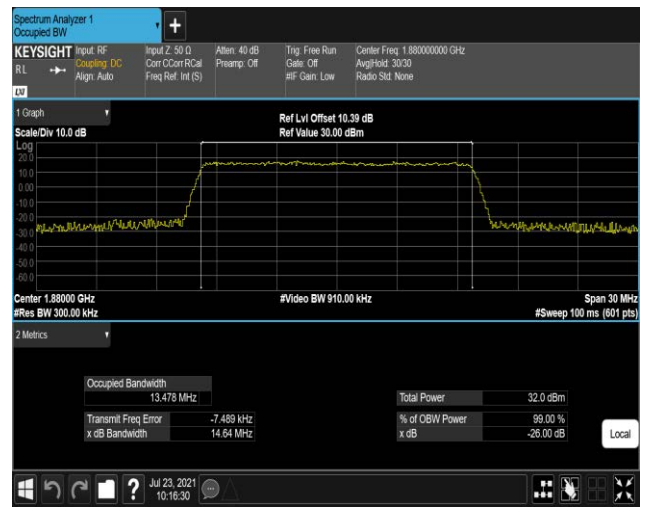 Spectrum Analyzer 1
Occupied BW
+
KEYSIGHT Input: RF Input Z: 50 Ω Atten: 40 dB Trig: Free Run Center Freq: 1.880000000 GHz
RL Coupling: DC Corr CCorr RCal Preamp: Off Gate: Off Avg|Hold: 30/30
Align: Auto Freq Ref: Int (S) #IF Gain: Low Radio Std: None
LXI
1 Graph Ref Lvl Offset 10.39 dB
Scale/Div 10.0 dB Ref Value 30.00 dBm
Log
20.0
10.0
0.00
-10.0
-20.0
-30.0
-40.0
-50.0
-60.0
Center 1.88000 GHz #Video BW 910.00 kHz Span 30 MHz
#Res BW 300.00 kHz #Sweep 100 ms (601 pts)
2 Metrics
Occupied Bandwidth
13.478 MHz Total Power 32.0 dBm
Transmit Freq Error -7.489 kHz % of OBW Power 99.00 %
x dB Bandwidth 14.64 MHz x dB -26.00 dB
Local
? Jul 23, 2021
10:16:30